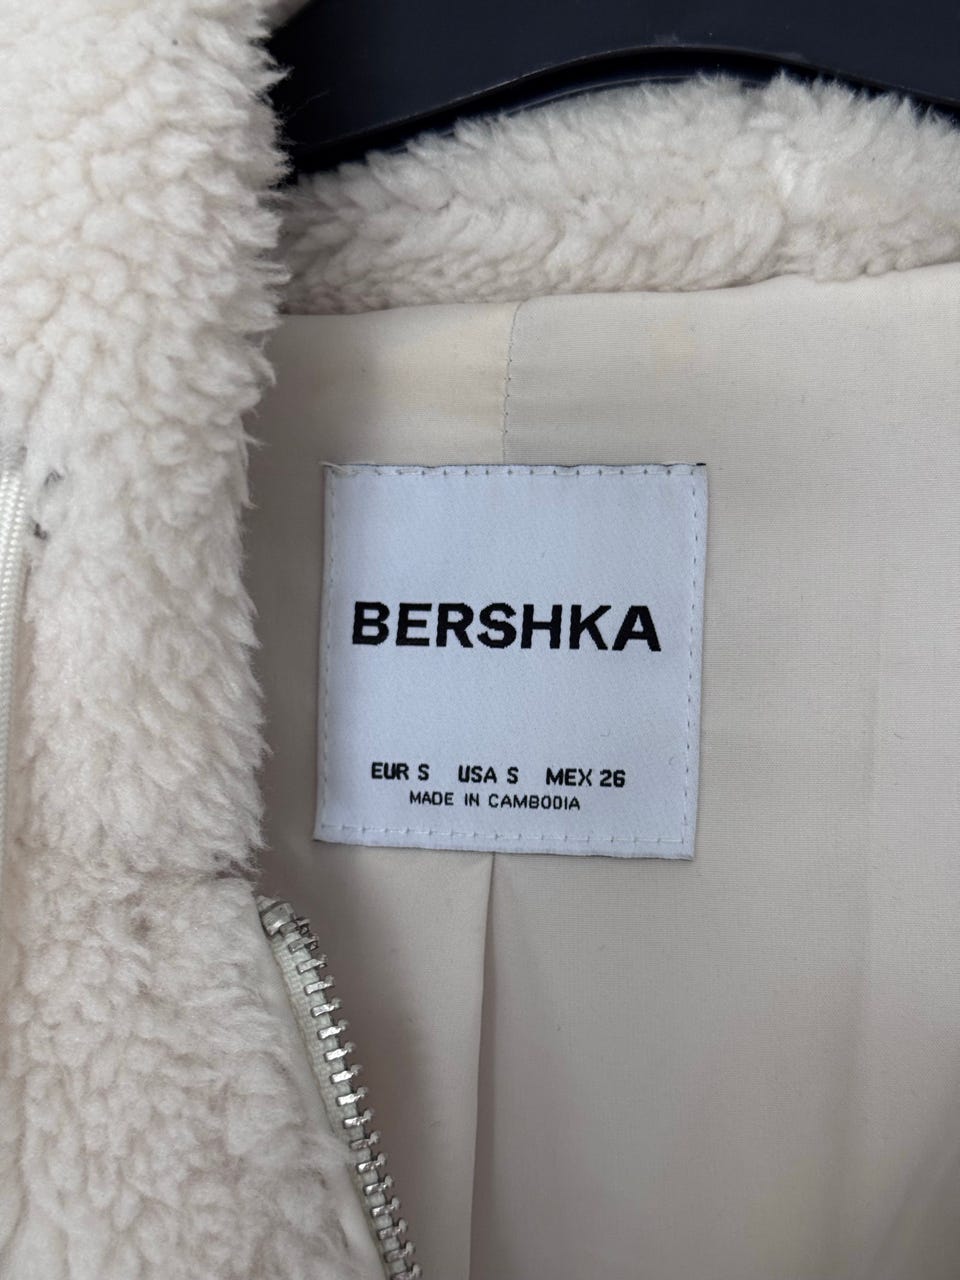 BERSHKA
EUR S USA S MEX 26
MADE IN CAMBODIA